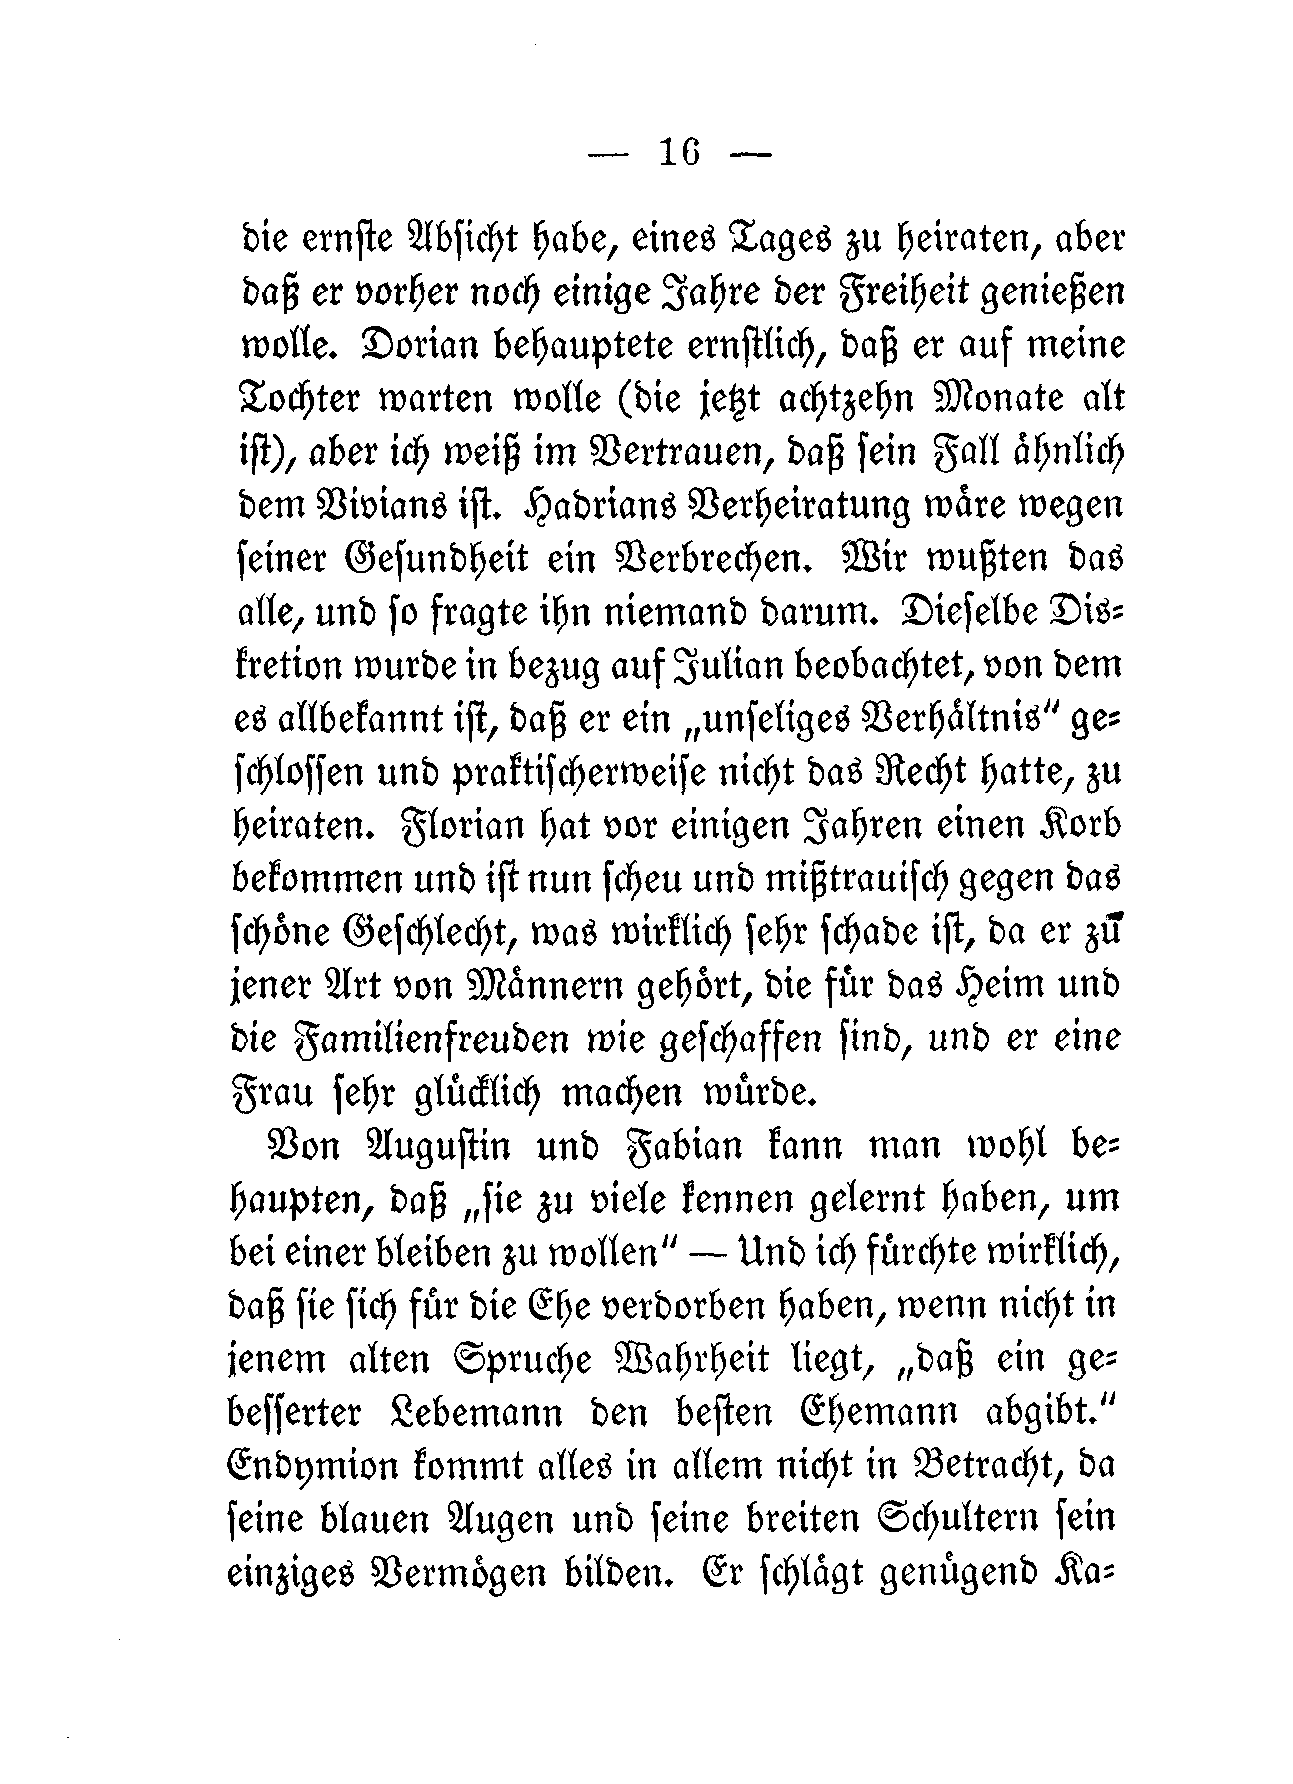 — 16 —
die ernste Absicht habe, eines Tages zu heiraten, aber
daß er vorher noch einige Jahre der Freiheit genießen
wolle. Dorian behauptete ernstlich, daß er auf meine
Tochter warten wolle (die jetzt achtzehn Monate alt
ist), aber ich weiß im Vertrauen, daß sein Fall ähnlich
dem Vivians ist. Hadrians Verheiratung wäre wegen
seiner Gesundheit ein Verbrechen. Wir wußten das
alle, und so fragte ihn niemand darum. Dieselbe Dis-
kretion wurde in bezug auf Julian beobachtet, von dem
es allbekannt ist, daß er ein „unseliges Verhältnis“ ge-
schlossen und praktischerweise nicht das Recht hatte, zu
heiraten. Florian hat vor einigen Jahren einen Korb
bekommen und ist nun scheu und mißtrauisch gegen das
schöne Geschlecht, was wirklich sehr schade ist, da er zu
jener Art von Männern gehört, die für das Heim und
die Familienfreuden wie geschaffen sind, und er eine
Frau sehr glücklich machen würde.
Von Augustin und Fabian kann man wohl be-
haupten, daß „sie zu viele kennen gelernt haben, um
bei einer bleiben zu wollen“ — Und ich fürchte wirklich,
daß sie sich für die Ehe verdorben haben, wenn nicht in
jenem alten Spruche Wahrheit liegt, „daß ein ge-
besserter Lebemann den besten Ehemann abgibt.“
Endymion kommt alles in allem nicht in Betracht, da
seine blauen Augen und seine breiten Schultern sein
einziges Vermögen bilden. Er schlägt genügend Ka-